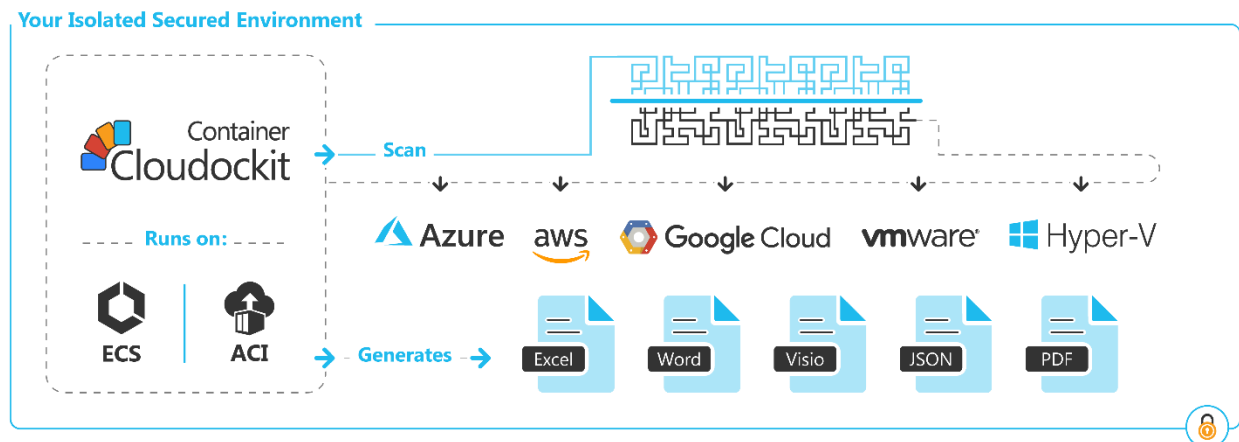 Your Isolated Secured Environment
Container
Cloudockit
Scan
Runs on:
Azure
aws
Google Cloud
vmware®
Hyper-V
ECS
ACI
Generates
Excel
Word
Visio
JSON
PDF